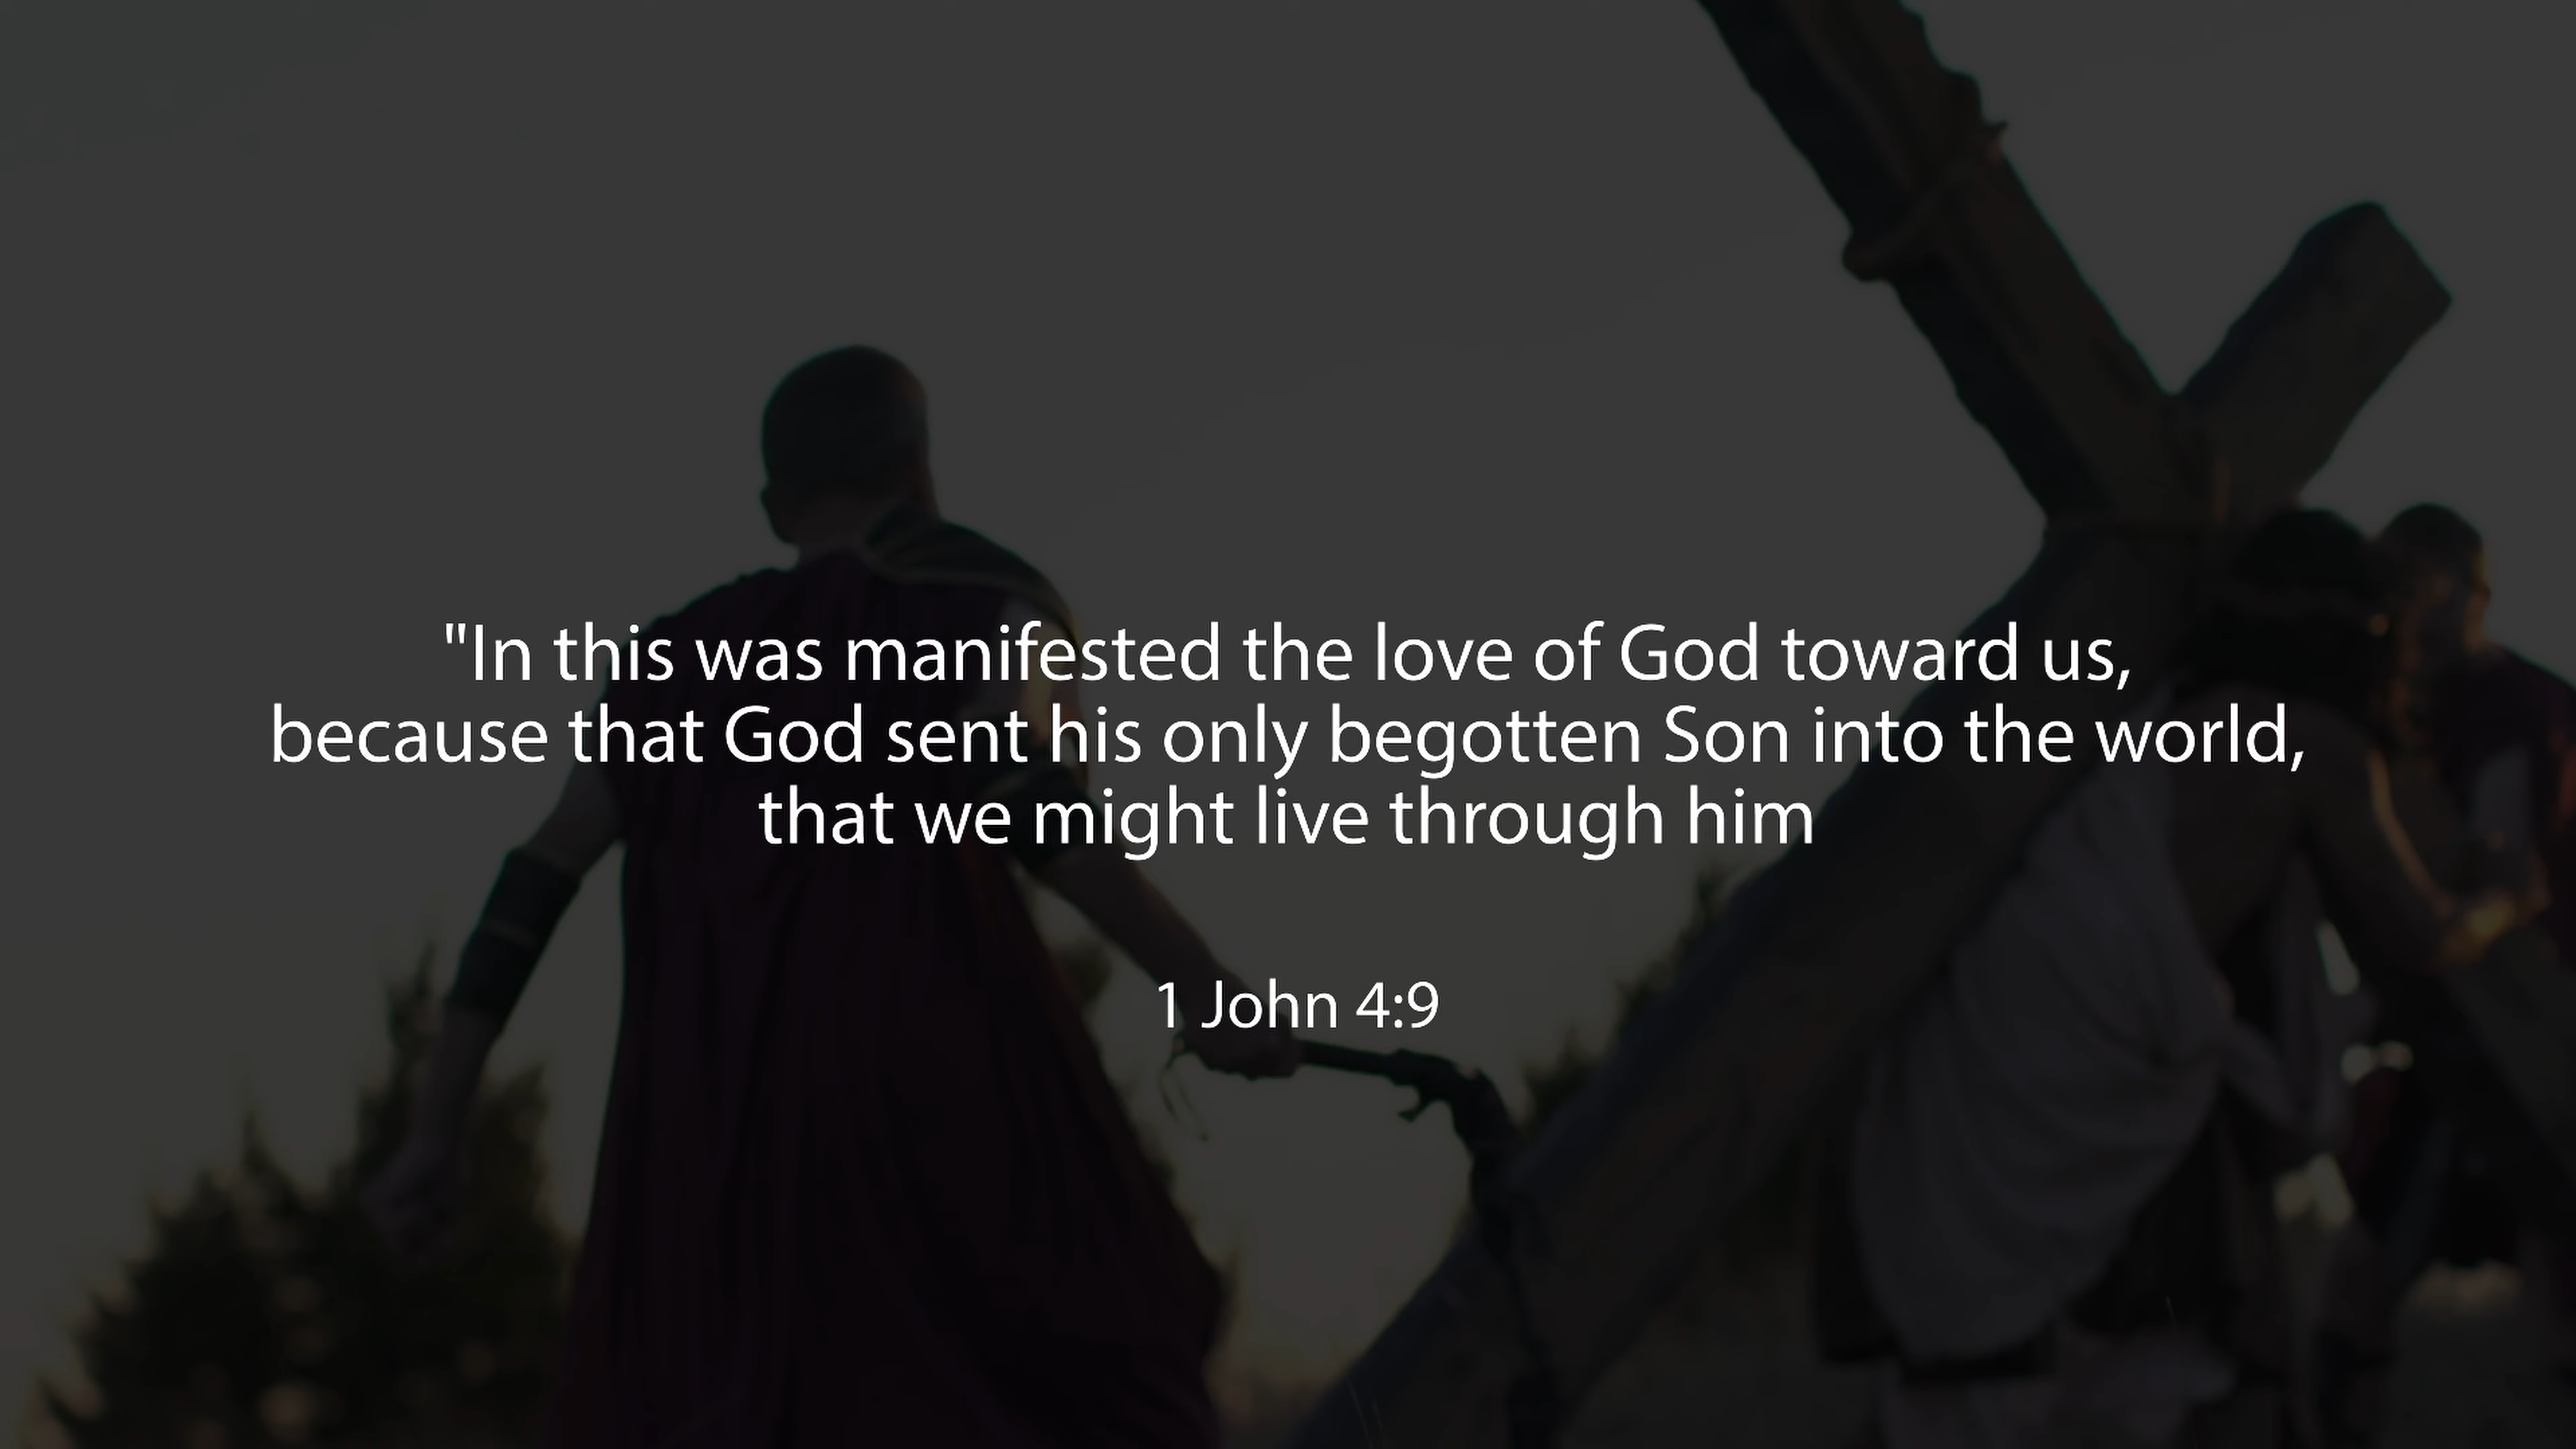 "In this was manifested the love of God toward us,
because that God sent his only begotten Son into the world,
that we might live through him
1 John 4:9